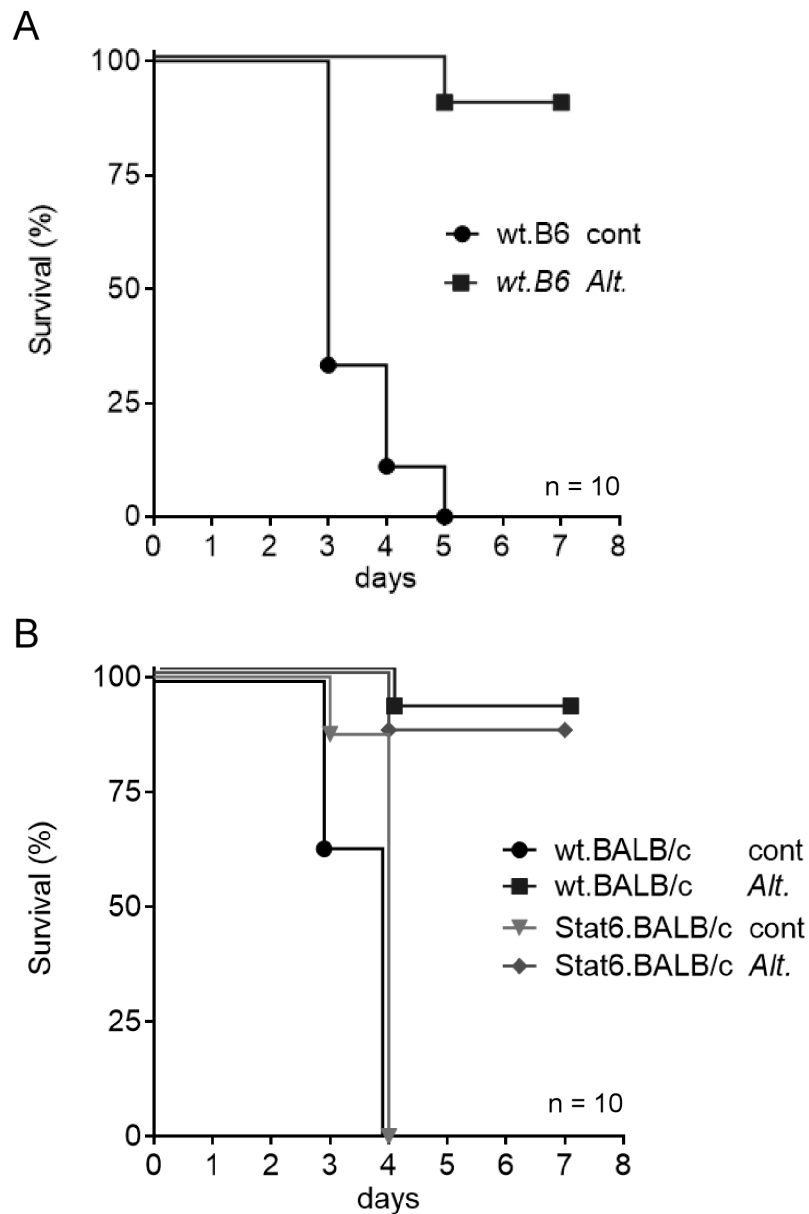 A
100
75
50
25
0
Survival (%)
wt.B6 cont
wt.B6 Alt.
n = 10
0 1 2 3 4 5 6 7 8
days
B
100
75
50
25
0
Survival (%)
wt.BALB/c cont
wt.BALB/c Alt.
Stat6.BALB/c cont
Stat6.BALB/c Alt.
n = 10
0 1 2 3 4 5 6 7 8
days